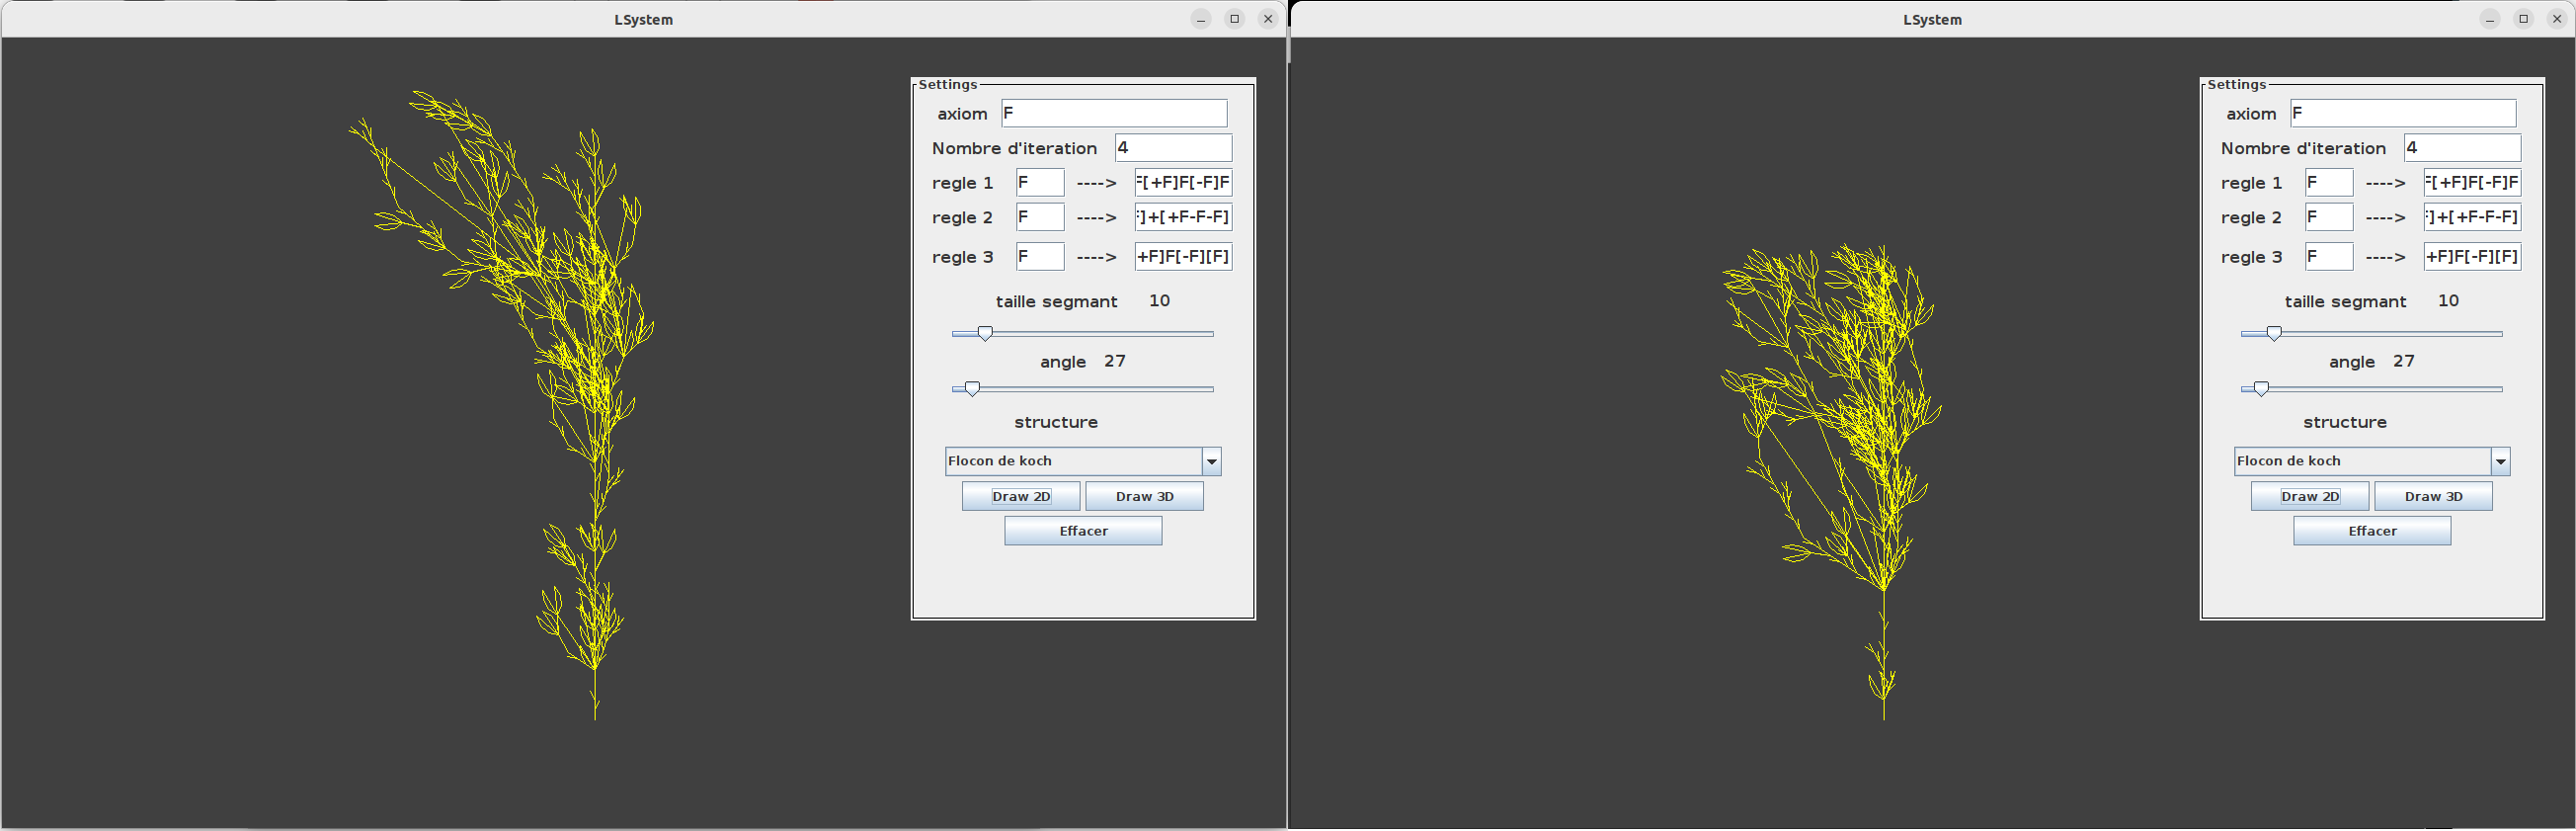 LSystem
Settings
axiom F
Nombre d'iteration 4
regle 1 F ----> F[+F]F[-F]F
regle 2 F ----> ]+[+F-F-F]
regle 3 F ----> +F]F[-F][F]
taille segmant 10
angle 27
structure
Flocon de koch
Draw 2D Draw 3D
Effacer
LSystem
Settings
axiom F
Nombre d'iteration 4
regle 1 F ----> F[+F]F[-F]F
regle 2 F ----> ]+[+F-F-F]
regle 3 F ----> +F]F[-F][F]
taille segmant 10
angle 27
structure
Flocon de koch
Draw 2D Draw 3D
Effacer